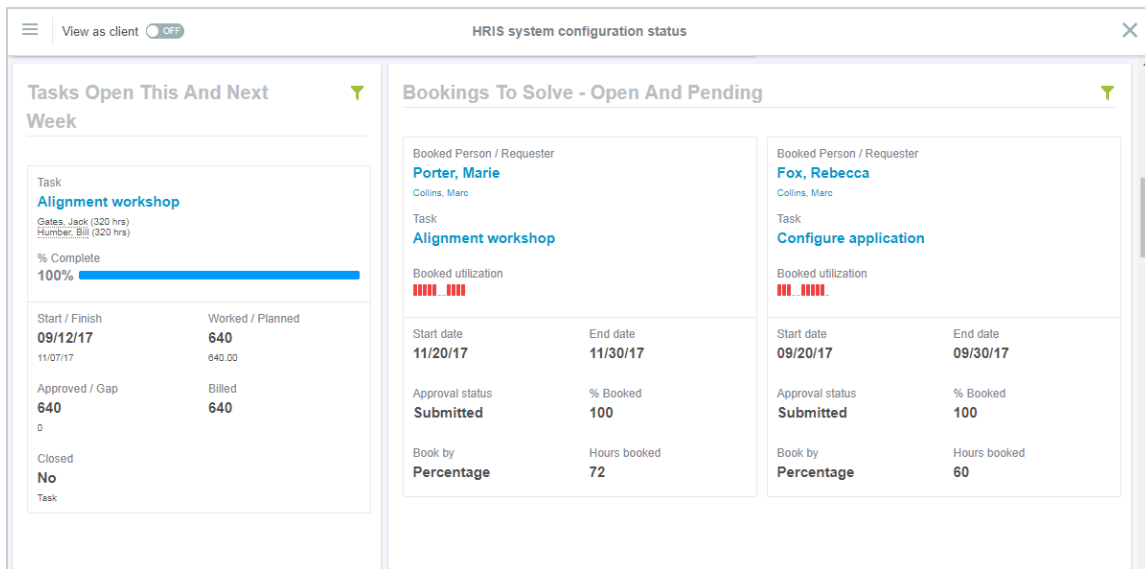 View as client OFF
HRIS system configuration status
Tasks Open This And Next
Week
Task
Alignment workshop
Gates, Jack (320 hrs)
Humber, Bill (320 hrs)
% Complete
100%
Start / Finish
Worked / Planned
09/12/17
640
11/07/17
640.00
Approved / Gap
Billed
640
640
0
Closed
No
Task
Bookings To Solve - Open And Pending
Booked Person / Requester
Porter, Marie
Collins, Marc
Task
Alignment workshop
Booked utilization
Start date
End date
11/20/17
11/30/17
Approval status
% Booked
Submitted
100
Book by
Hours booked
Percentage
72
Booked Person / Requester
Fox, Rebecca
Collins, Marc
Task
Configure application
Booked utilization
Start date
End date
09/20/17
09/30/17
Approval status
% Booked
Submitted
100
Book by
Hours booked
Percentage
60